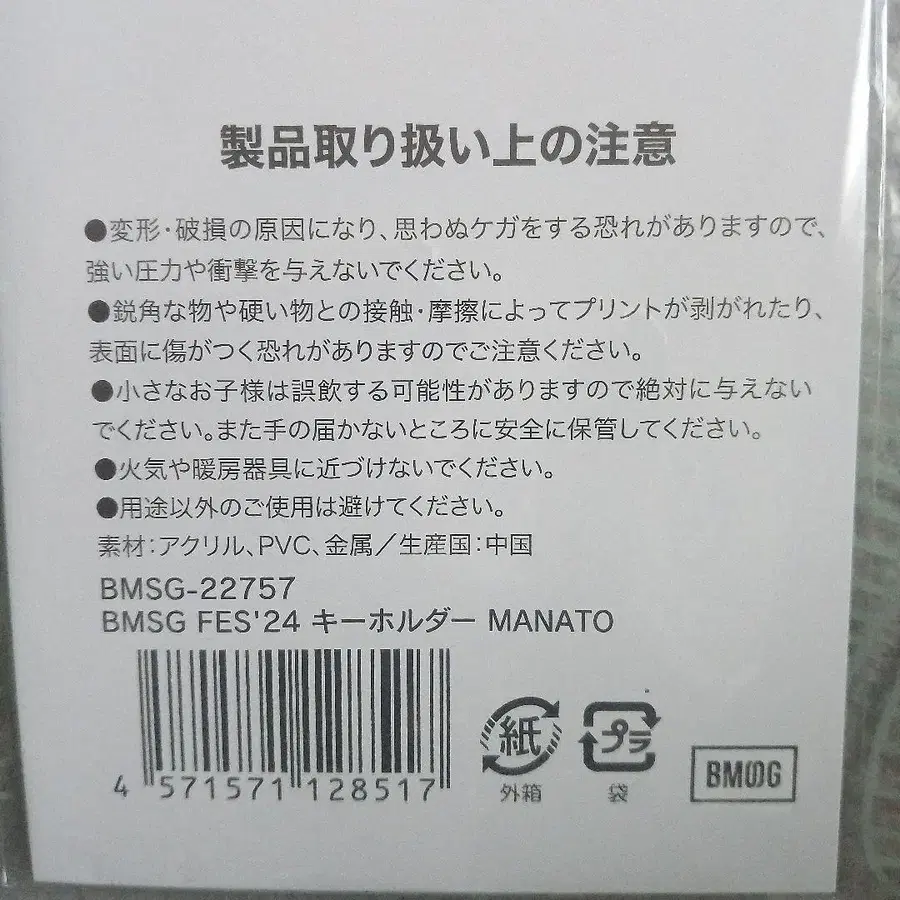 製品取り扱い上の注意
●変形・破損の原因になり、思わぬケガをする恐れがありますので、
強い圧力や衝撃を与えないでください。
●鋭角な物や硬い物との接触・摩擦によってプリントが剥がれたり、
表面に傷がつく恐れがありますのでご注意ください。
●小さなお子様は誤飲する可能性がありますので絶対に与えない
でください。また手の届かないところに安全に保管してください。
●火気や暖房器具に近づけないでください。
●用途以外のご使用は避けてください。
素材：アクリル、PVC、金属／生産国：中国
BMSG-22757
BMSG FES'24 キーホルダー MANATO
4 571571 128517
紙
外箱
プラ
袋
BMSG